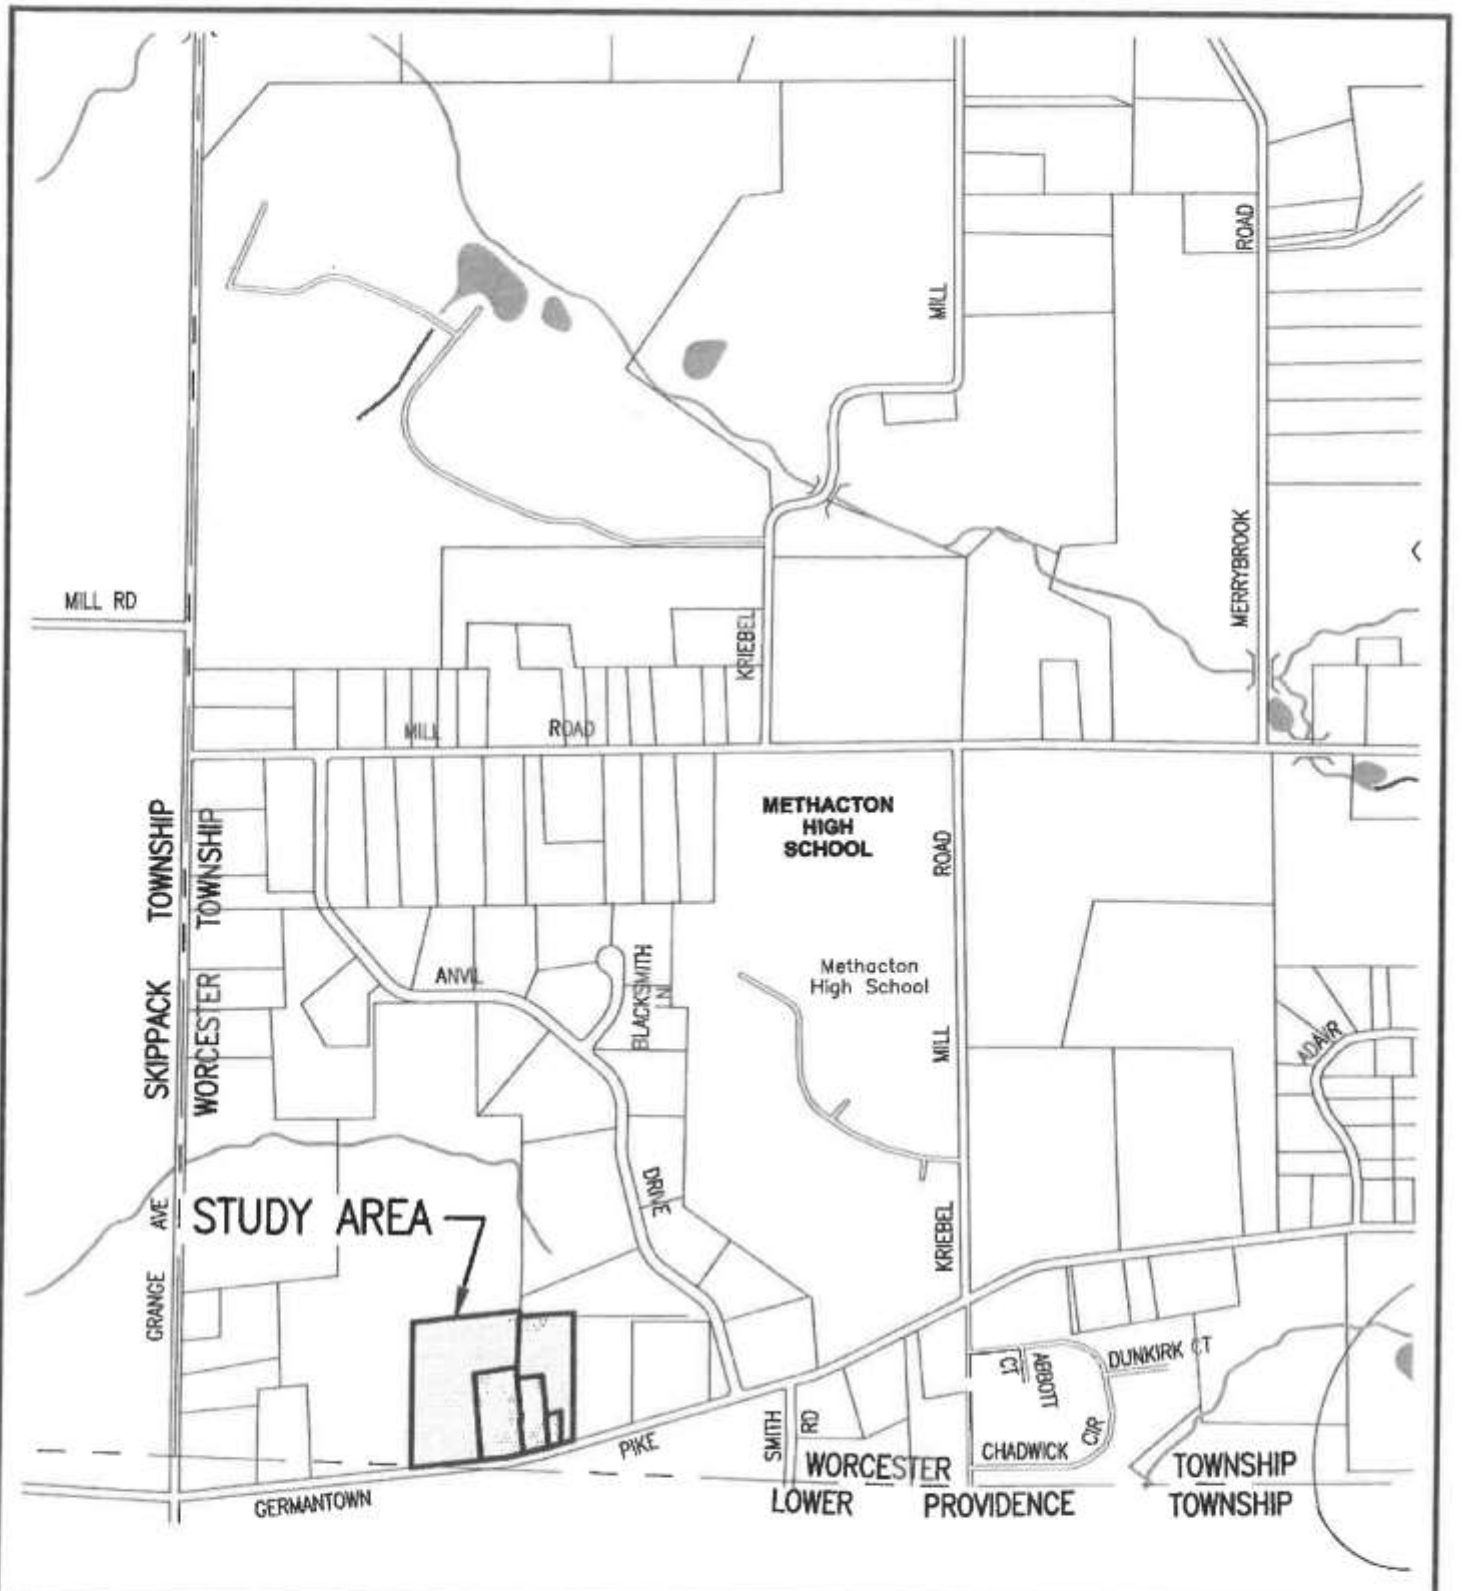 ROAD
MILL
MERRYBROOK
MILL RD
KRIEBEL
MILL ROAD
METHACTON
HIGH
SCHOOL
ROAD
SKIPPACK TOWNSHIP
WORCESTER TOWNSHIP
ANVIL
BLACKSMITH
LN
Methacton
High School
MILL
ADAIR
DRIVE
GRANGE AVE
STUDY AREA
KRIEBEL
ABBOTT
CT
DUNKIRK CT
CHADWICK CIR
SMITH RD
PIKE
GERMANTOWN
WORCESTER TOWNSHIP
LOWER PROVIDENCE TOWNSHIP